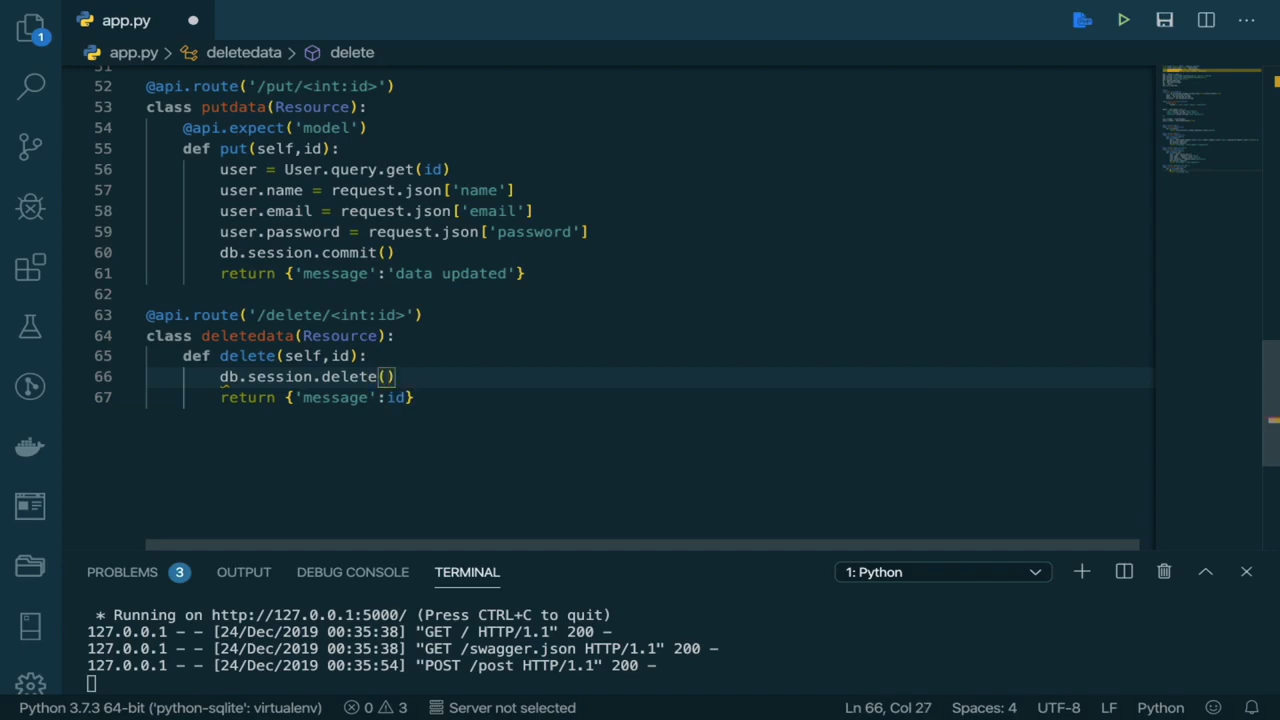 1
app.py
app.py > deletedata > delete
51
52 @api.route('/put/<int:id>')
53 class putdata(Resource):
54 @api.expect('model')
55 def put(self,id):
56 user = User.query.get(id)
57 user.name = request.json['name']
58 user.email = request.json['email']
59 user.password = request.json['password']
60 db.session.commit()
61 return {'message':'data updated'}
62
63 @api.route('/delete/<int:id>')
64 class deletedata(Resource):
65 def delete(self,id):
66 db.session.delete()
67 return {'message':id}
PROBLEMS 3 OUTPUT DEBUG CONSOLE TERMINAL 1: Python
* Running on http://127.0.0.1:5000/ (Press CTRL+C to quit)
127.0.0.1 - - [24/Dec/2019 00:35:38] "GET / HTTP/1.1" 200 -
127.0.0.1 - - [24/Dec/2019 00:35:38] "GET /swagger.json HTTP/1.1" 200 -
127.0.0.1 - - [24/Dec/2019 00:35:54] "POST /post HTTP/1.1" 200 -
Python 3.7.3 64-bit ('python-sqlite': virtualenv) 0 3 Server not selected Ln 66, Col 27 Spaces: 4 UTF-8 LF Python